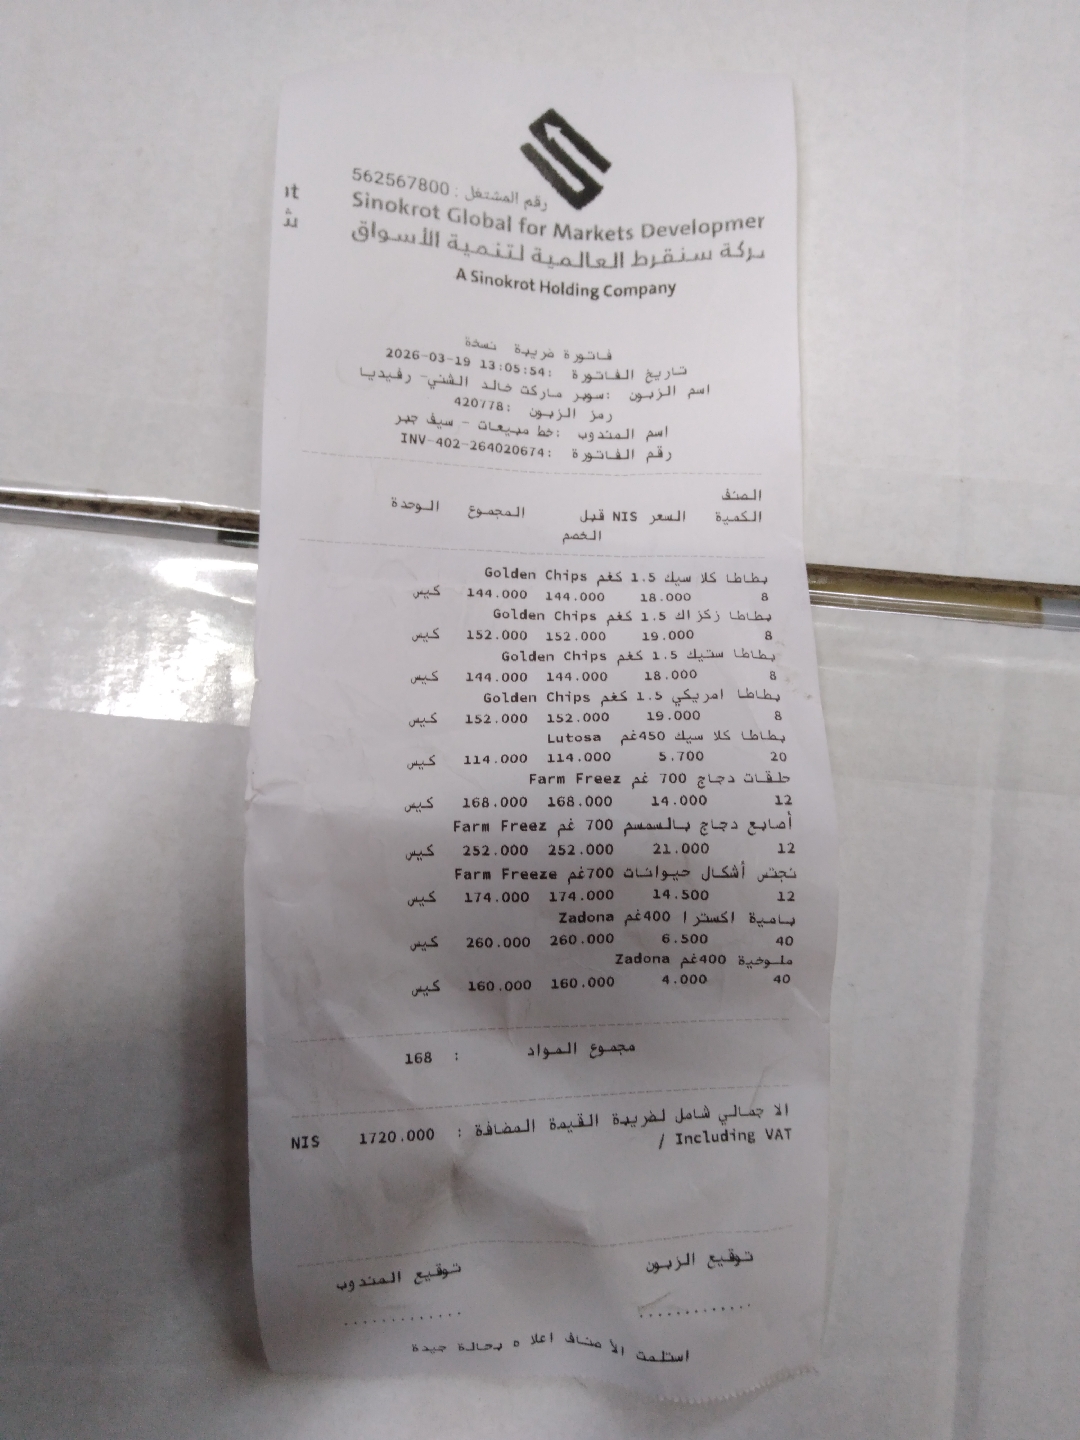 رقم المشتغل : 562567800
Sinokrot Global for Markets Developmer
ـركة سنقرط العالمية لتنمية الأسواق
A Sinokrot Holding Company
ot
شـ
فاتورة ضريبة نسخة
تاريخ الفاتورة :2026-03-19 13:05:54
اسم الزبون :سوبر ماركت خالد الشني- رفيديا
رمز الزبون :420778
اسم المندوب :خط مبيعات - سيف جبر
رقم الفاتورة :INV-402-264020674
الصنف
الكمية السعر NIS قبل المجموع الوحدة
الخصم
بطاطا كلا سيك 1.5 كغم Golden Chips
8 18.000 144.000 144.000 كيس
بطاطا زكزاك 1.5 كغم Golden Chips
8 19.000 152.000 152.000 كيس
بطاطا ستيك 1.5 كغم Golden Chips
8 18.000 144.000 144.000 كيس
بطاطا امريكي 1.5 كغم Golden Chips
8 19.000 152.000 152.000 كيس
بطاطا كلا سيك 450غم Lutosa
20 5.700 114.000 114.000 كيس
حلقات دجاج 700 غم Farm Freez
12 14.000 168.000 168.000 كيس
أصابع دجاج بالسمسم 700 غم Farm Freez
12 21.000 252.000 252.000 كيس
نجتس أشكال حيوانات 700غم Farm Freeze
12 14.500 174.000 174.000 كيس
بامية اكسترا 400غم Zadona
40 6.500 260.000 260.000 كيس
ملوخية 400غم Zadona
40 4.000 160.000 160.000 كيس
مجموع المواد : 168
الا جمالي شامل لضريبة القيمة المضافة : 1720.000 NIS
/ Including VAT
توقيع الزبون توقيع المندوب
............. .............
استلمت الأ صناف اعلا ه بحالة جيدة